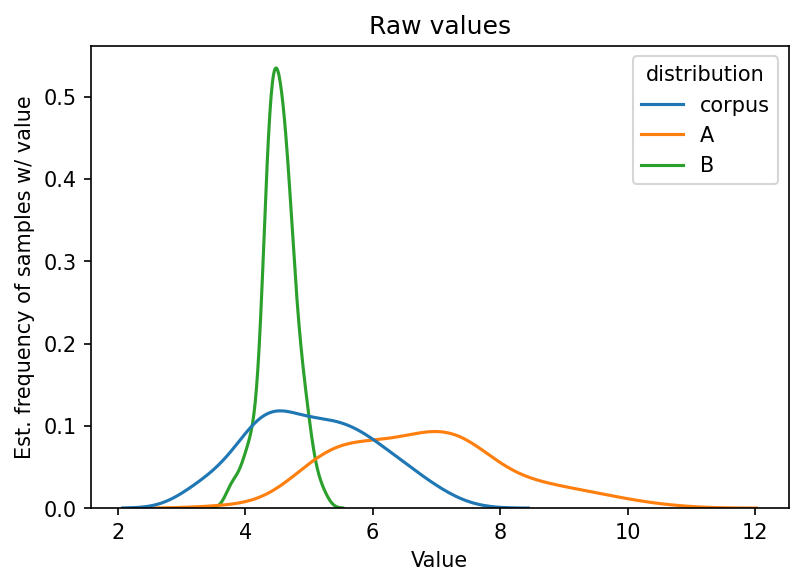 Raw values
distribution
corpus
A
B
Est. frequency of samples w/ value
0.5
0.4
0.3
0.2
0.1
0.0
2 4 6 8 10 12
Value